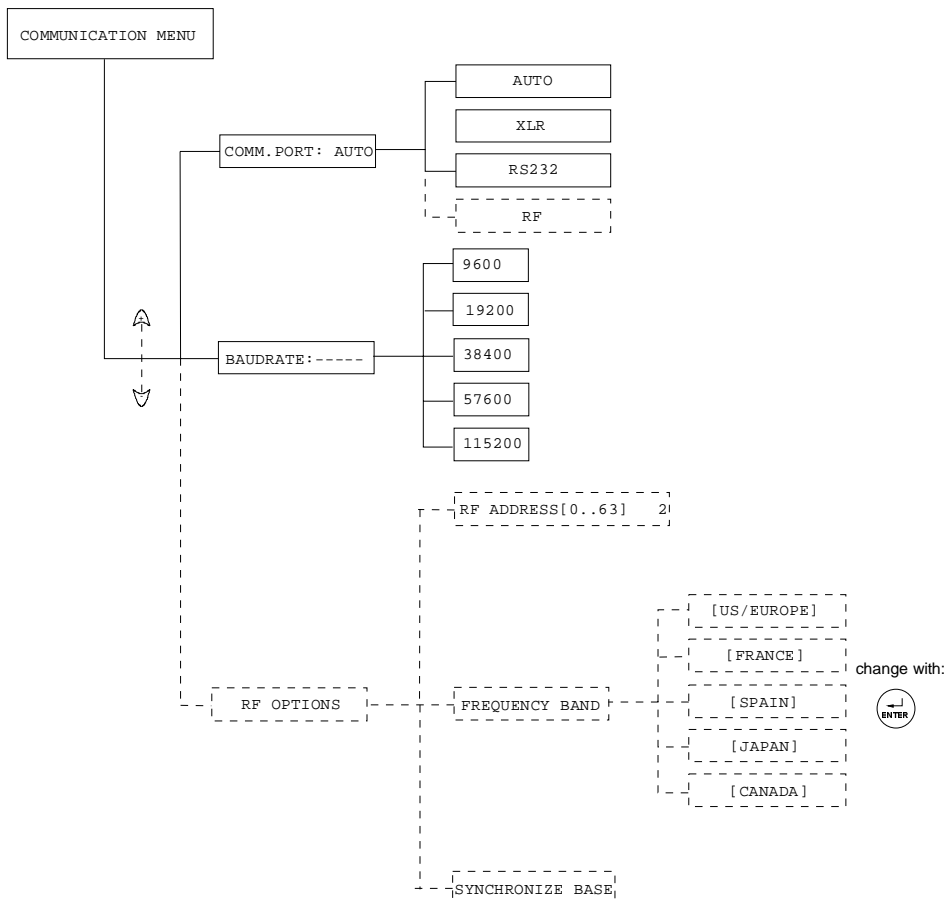 COMMUNICATION MENU
AUTO
XLR
COMM.PORT: AUTO
RS232
RF
9600
19200
+
BAUDRATE:-----
38400
-
57600
115200
RF ADDRESS[0..63] 2
[US/EUROPE]
[FRANCE]
change with:
RF OPTIONS
FREQUENCY BAND
[SPAIN]
ENTER
[JAPAN]
[CANADA]
SYNCHRONIZE BASE